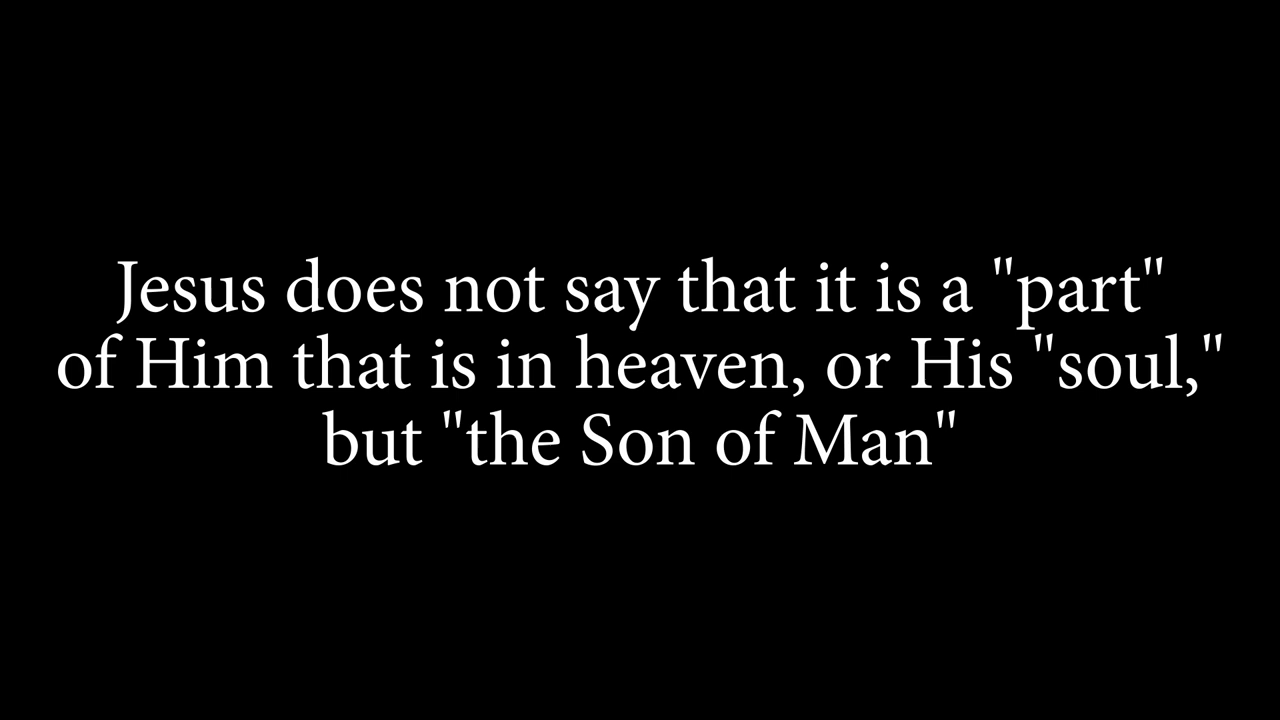 Jesus does not say that it is a "part"
of Him that is in heaven, or His "soul,"
but "the Son of Man"